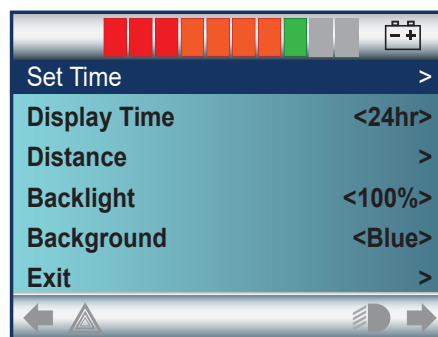 Set Time >
Display Time <24hr>
Distance >
Backlight <100%>
Background <Blue>
Exit >